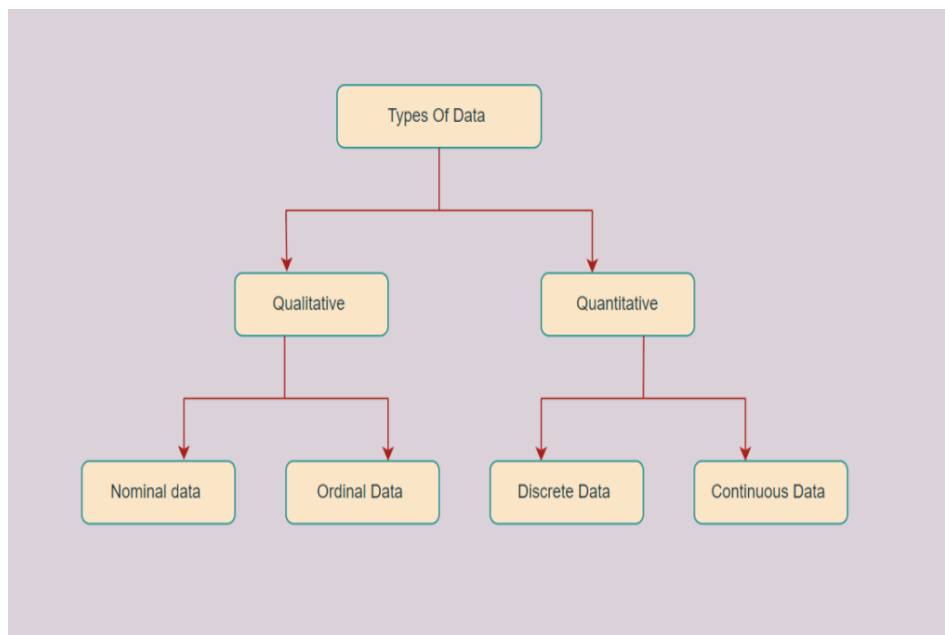 Types Of Data
Qualitative
Quantitative
Nominal data
Ordinal Data
Discrete Data
Continuous Data